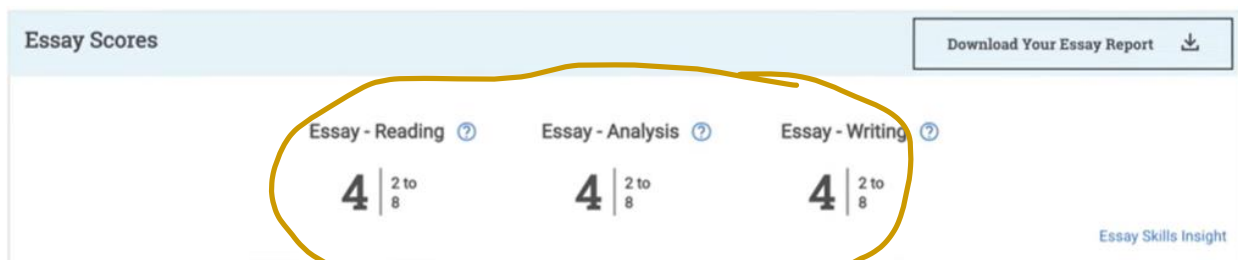 Essay Scores
Download Your Essay Report
Essay - Reading ?
Essay - Analysis ?
Essay - Writing ?
4 2 to 8
4 2 to 8
4 2 to 8
Essay Skills Insight